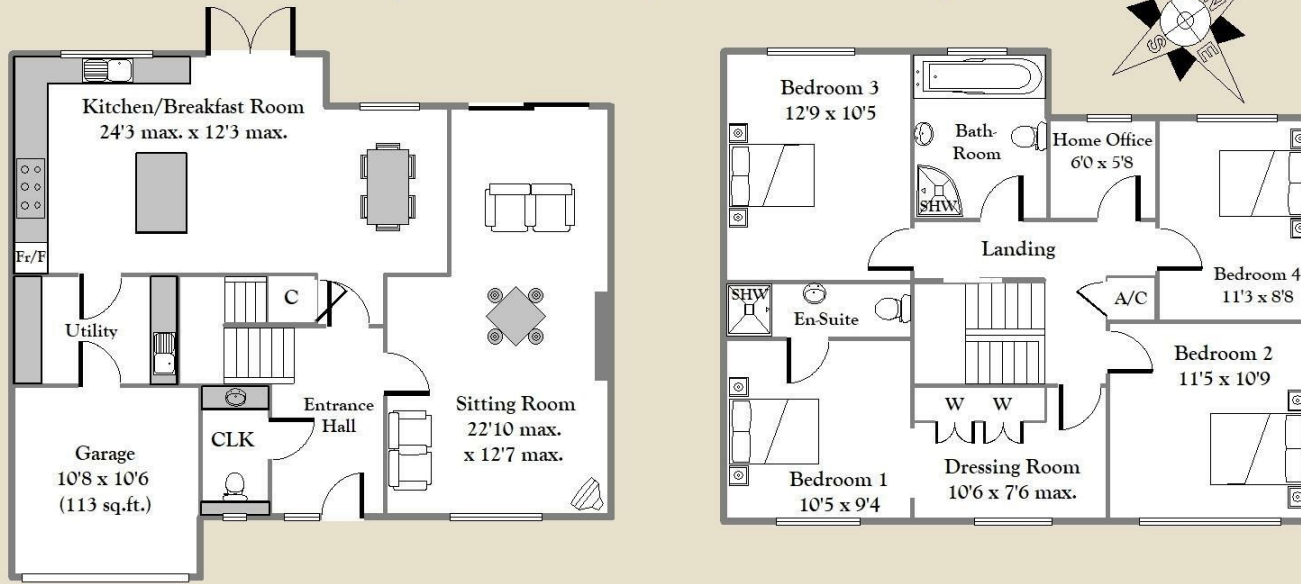 Kitchen/Breakfast Room
24'3 max. x 12'3 max.
Fr/F
C
Utility
Entrance
Hall
CLK
Garage
10'8 x 10'6
(113 sq.ft.)
Sitting Room
22'10 max.
x 12'7 max.
Bedroom 3
12'9 x 10'5
Bath-
Room
SHW
Home Office
6'0 x 5'8
Landing
Bedroom 4
11'3 x 8'8
A/C
SHW
En-Suite
Bedroom 2
11'5 x 10'9
W W
Bedroom 1
10'5 x 9'4
Dressing Room
10'6 x 7'6 max.
S
E